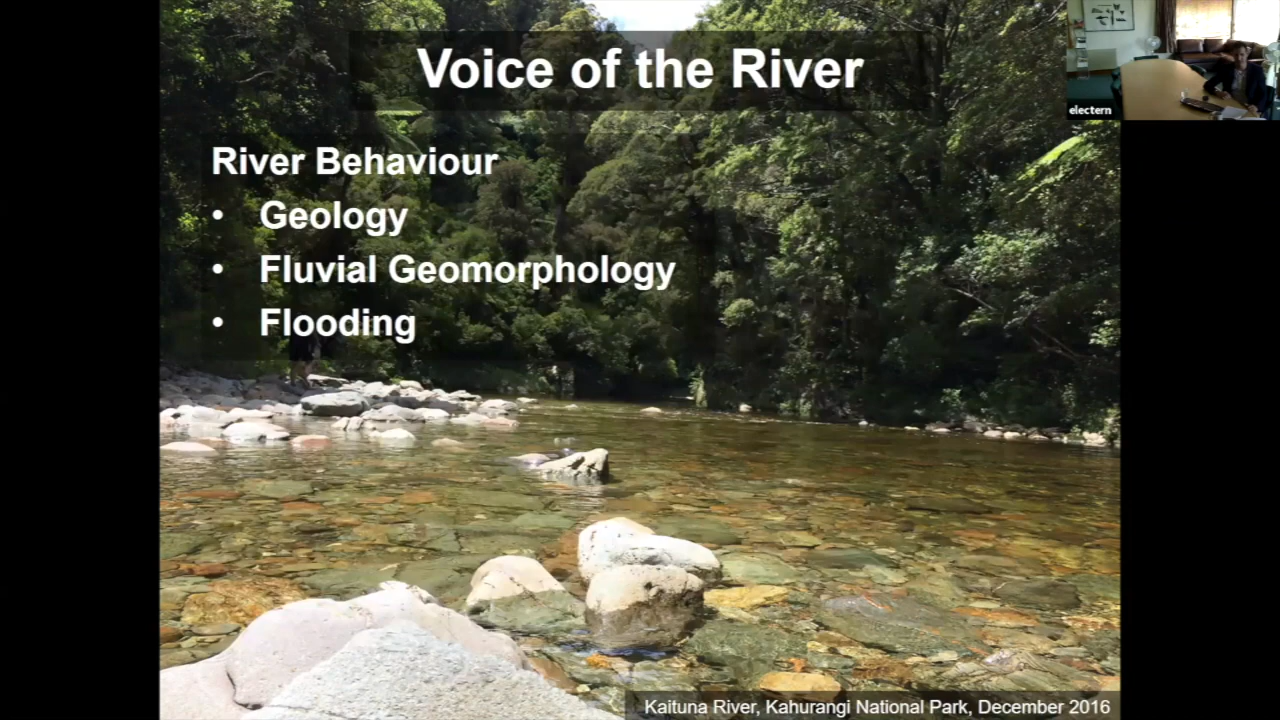 Voice of the River
electern
River Behaviour
• Geology
• Fluvial Geomorphology
• Flooding
Kaituna River, Kahurangi National Park, December 2016